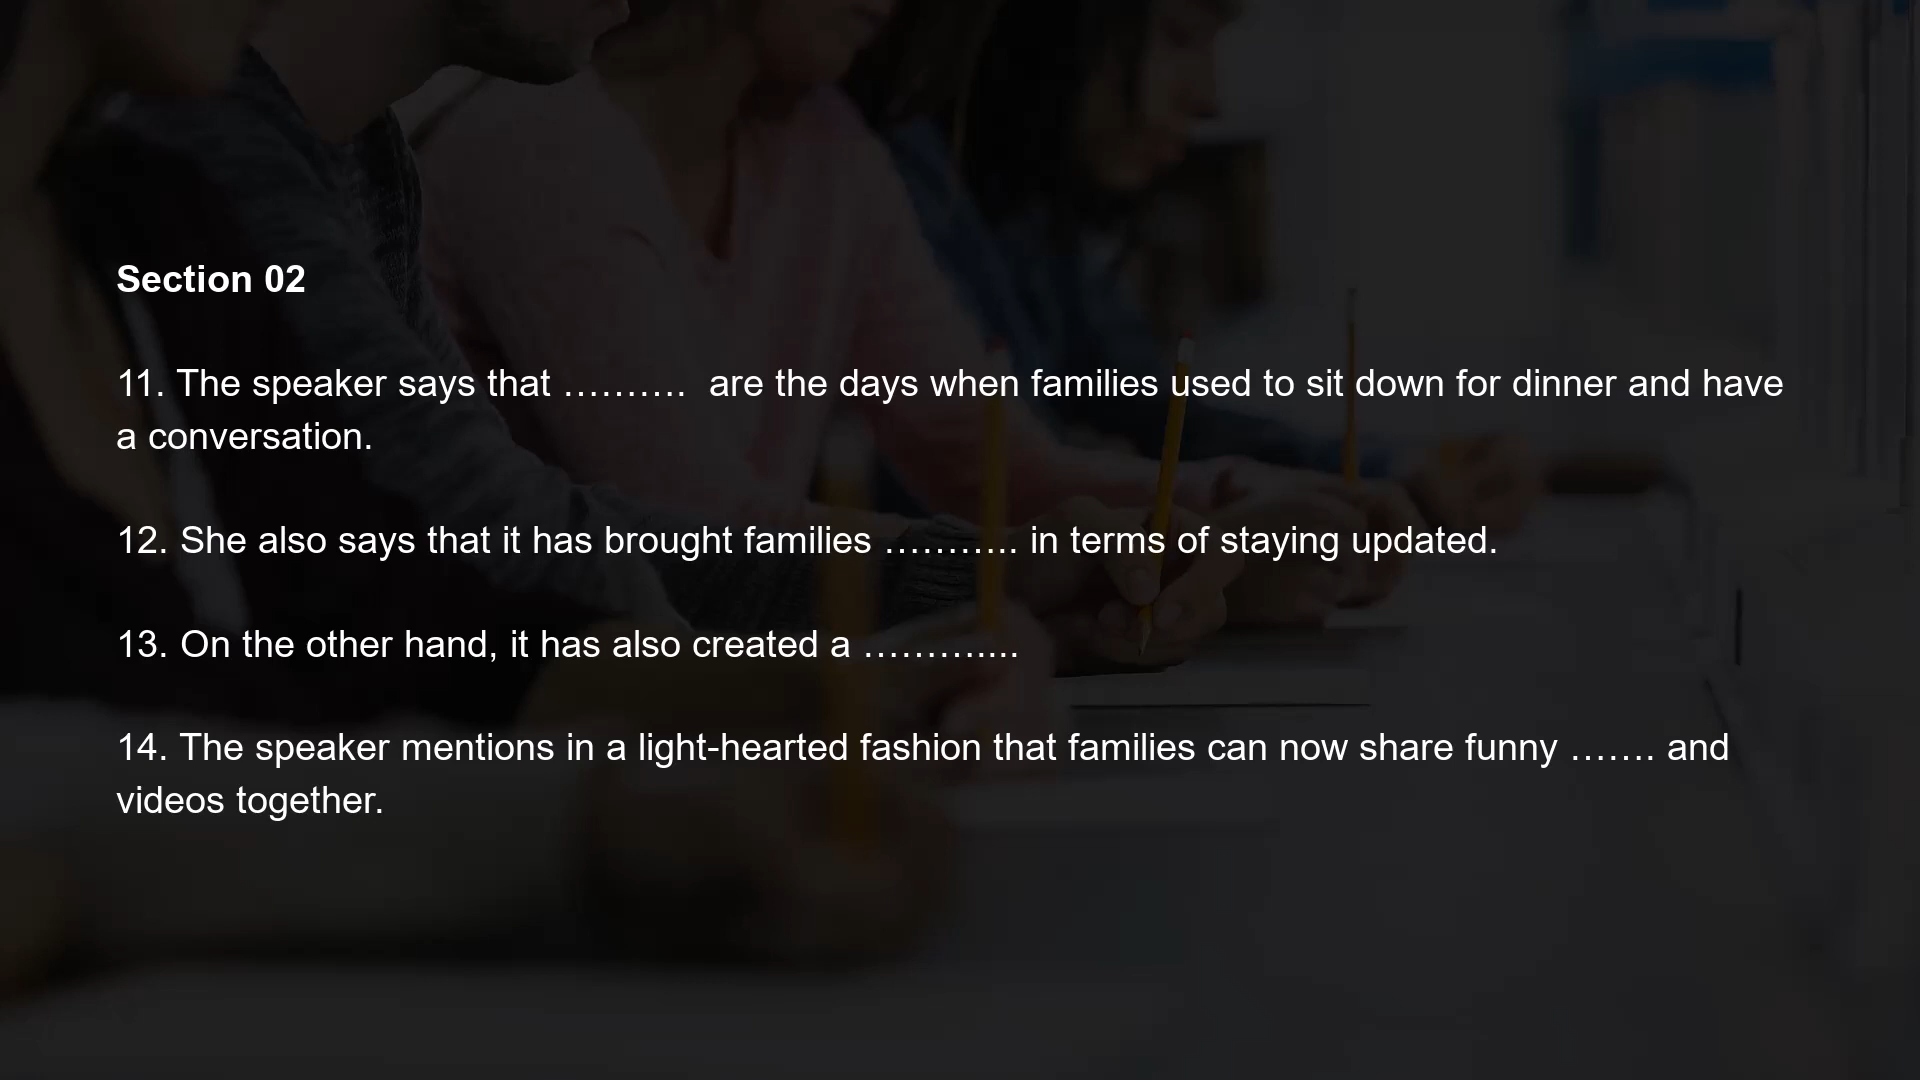 Section 02
11. The speaker says that ………. are the days when families used to sit down for dinner and have
a conversation.
12. She also says that it has brought families ……….. in terms of staying updated.
13. On the other hand, it has also created a ………....
14. The speaker mentions in a light-hearted fashion that families can now share funny ……. and
videos together.